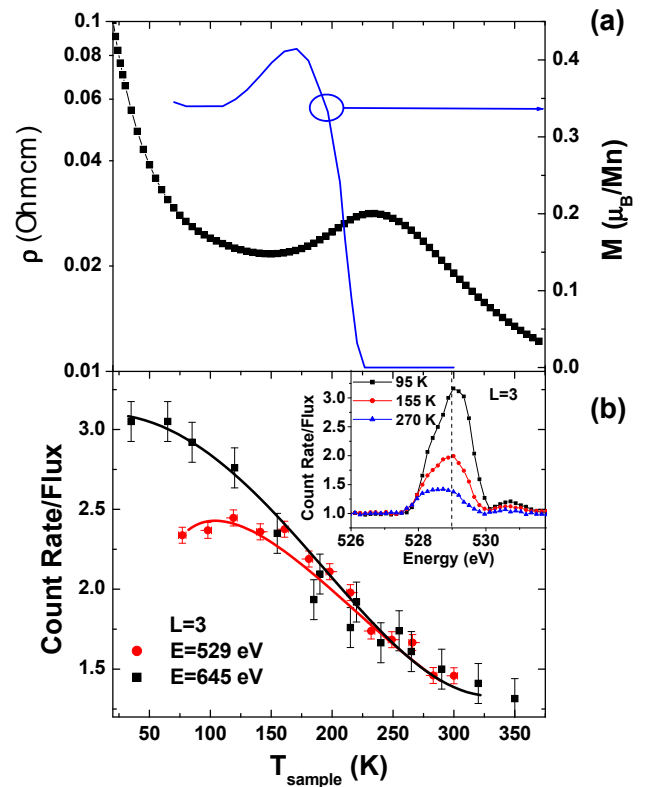 (a)
0.1
0.08
0.06
0.04
0.02
0.01
ρ (Ohmcm)
0.4
0.3
0.2
0.1
0.0
M (μB/Mn)
(b)
3.0
2.5
2.0
1.5
Count Rate/Flux
95 K
155 K
270 K
L=3
3.0
2.5
2.0
1.5
1.0
Count Rate/Flux
526 528 530
Energy (eV)
L=3
E=529 eV
E=645 eV
50 100 150 200 250 300 350
Tsample (K)